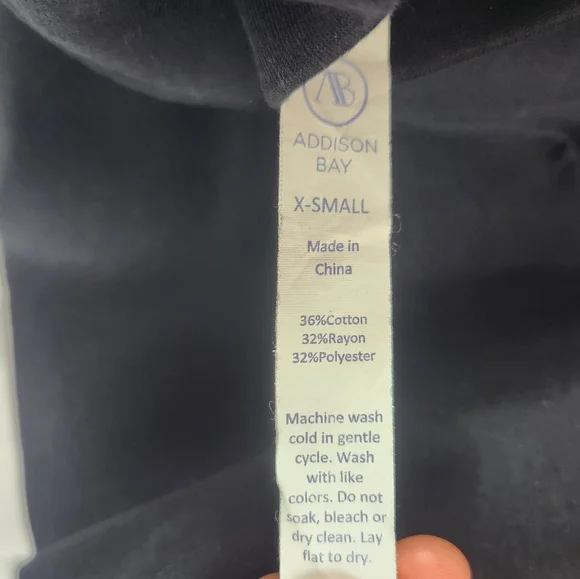 AB
ADDISON
BAY
X-SMALL
Made in
China
36%Cotton
32%Rayon
32%Polyester
Machine wash
cold in gentle
cycle. Wash
with like
colors. Do not
soak, bleach or
dry clean. Lay
flat to dry.